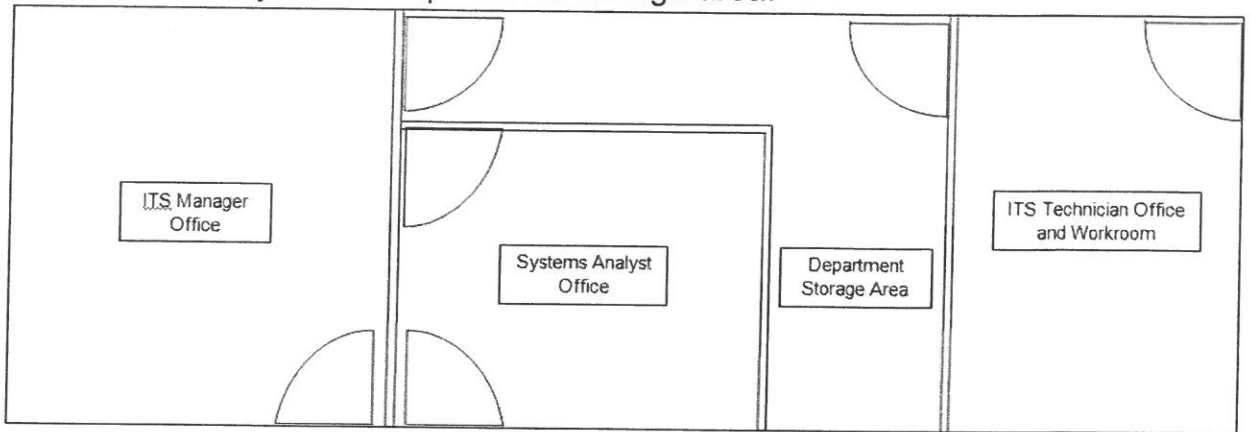 ITS Manager
Office
Systems Analyst
Office
Department
Storage Area
ITS Technician Office
and Workroom